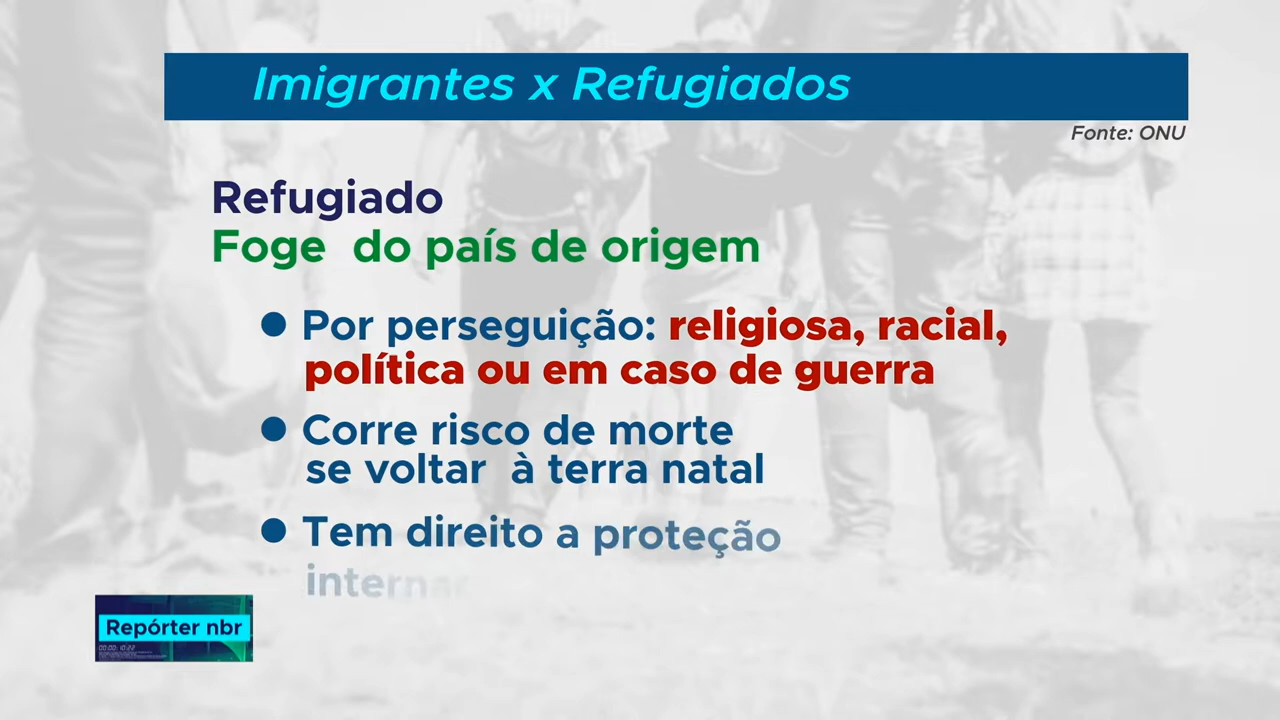 Imigrantes x Refugiados
Fonte: ONU
Refugiado
Foge do país de origem
Por perseguição: religiosa, racial,
política ou em caso de guerra
Corre risco de morte
se voltar à terra natal
Tem direito a proteção
Repórter nbr